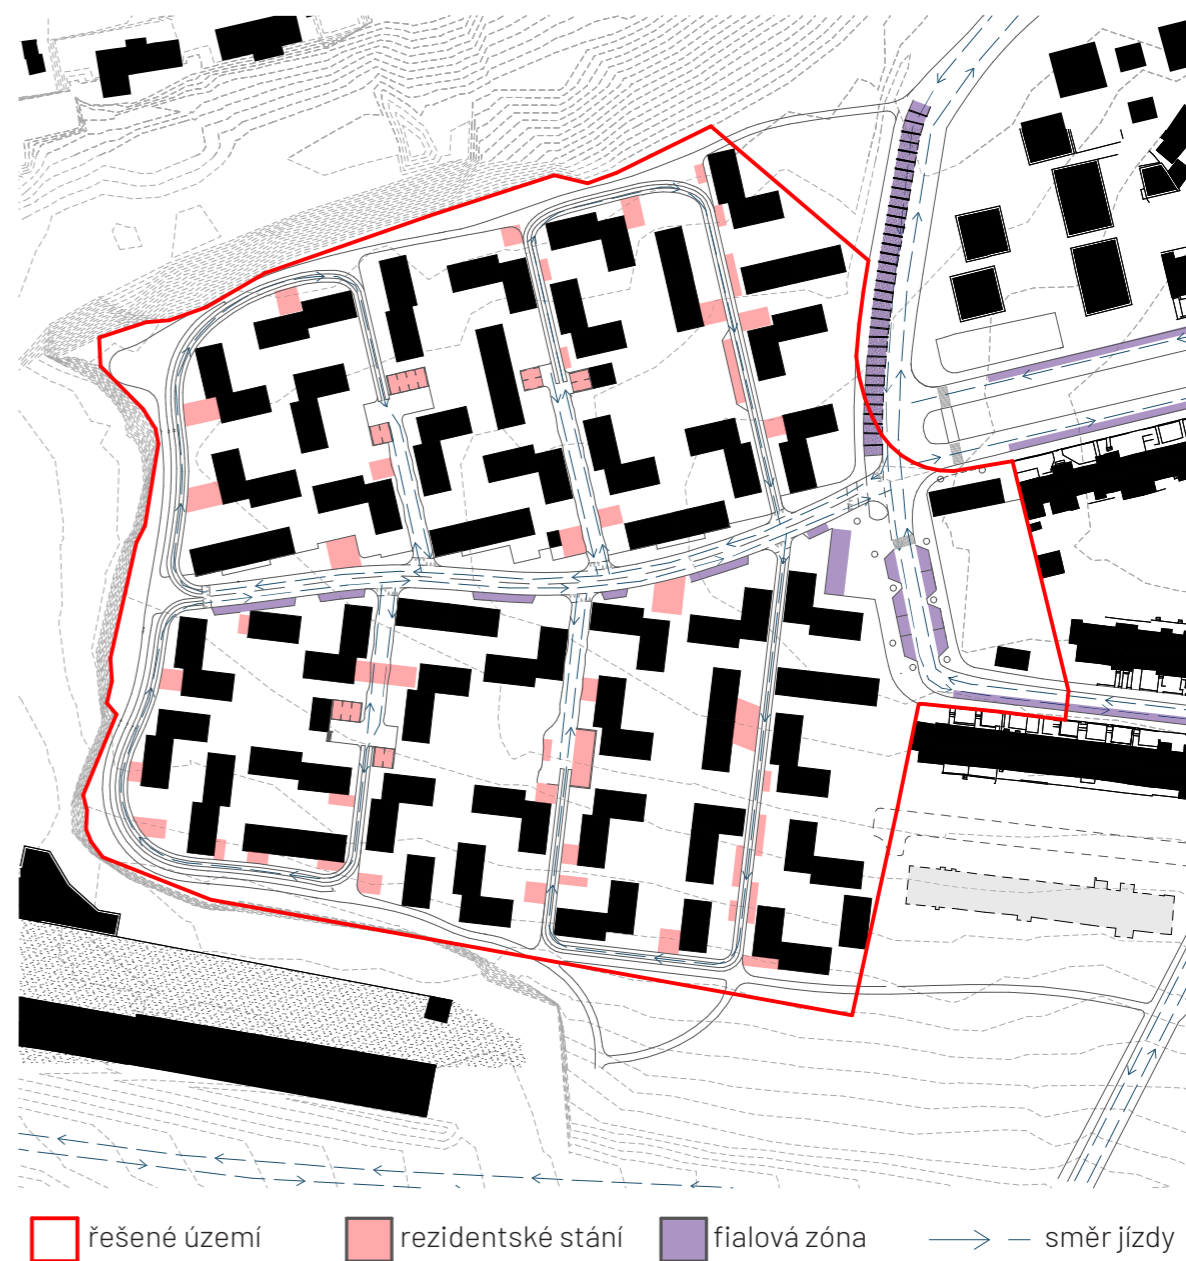 řešené území
rezidentské stání
fialová zóna
směr jízdy